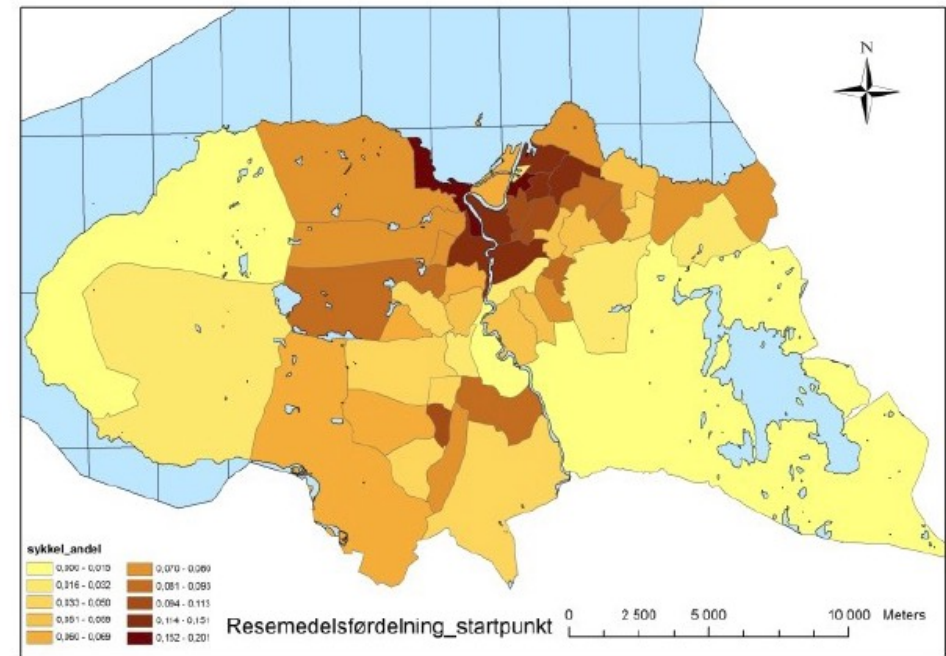 N
sykkel_andel
0,000 - 0,015
0,016 - 0,032
0,033 - 0,050
0,051 - 0,059
0,060 - 0,069
0,070 - 0,080
0,081 - 0,093
0,094 - 0,113
0,114 - 0,151
0,152 - 0,201
Resemedelsførdelning_startpunkt
0 2 500 5 000 10 000 Meters